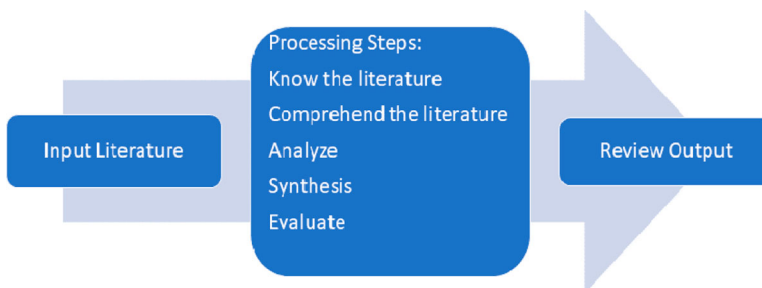 Input Literature
Processing Steps:
Know the literature
Comprehend the literature
Analyze
Synthesis
Evaluate
Review Output